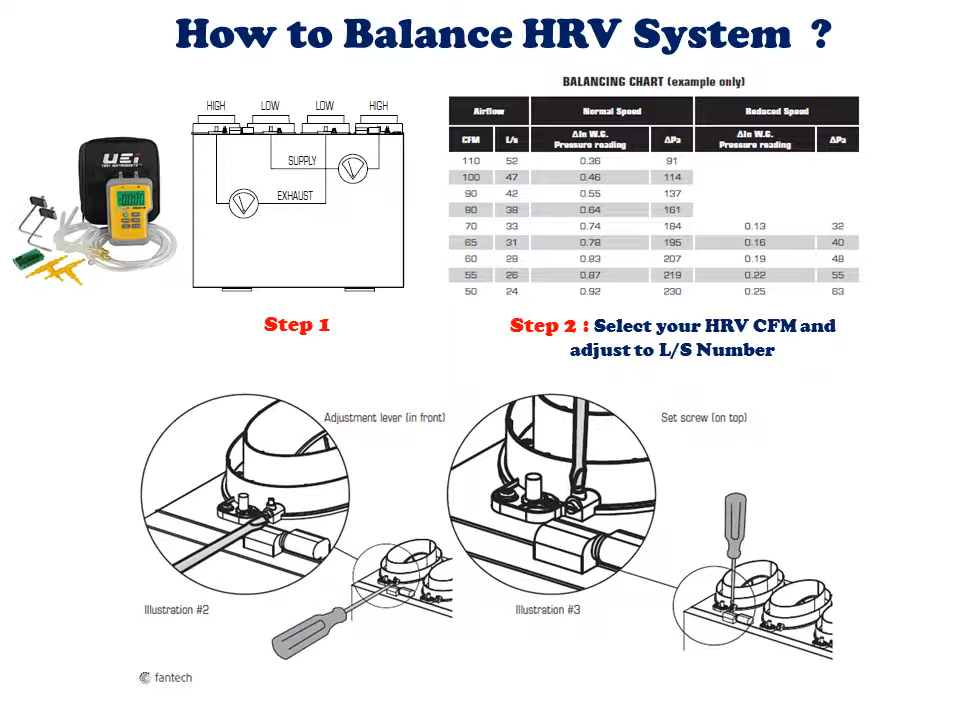 How to Balance HRV System ?
BALANCING CHART (example only)
HIGH LOW LOW HIGH
SUPPLY
EXHAUST
UEi
TEST INSTRUMENTS
Airflow Normal Speed Reduced Speed
CFM L/s ΔIn W.G. Pressure reading ΔPa ΔIn W.G. Pressure reading ΔPa
110 52 0.36 91
100 47 0.46 114
90 42 0.55 137
80 38 0.64 161
70 33 0.74 184 0.13 32
65 31 0.78 195 0.16 40
60 28 0.83 207 0.19 48
55 26 0.87 219 0.22 55
50 24 0.92 230 0.25 63
Step 1
Step 2 : Select your HRV CFM and
adjust to L/S Number
Adjustment lever (in front)
Set screw (on top)
Illustration #2
Illustration #3
fantech